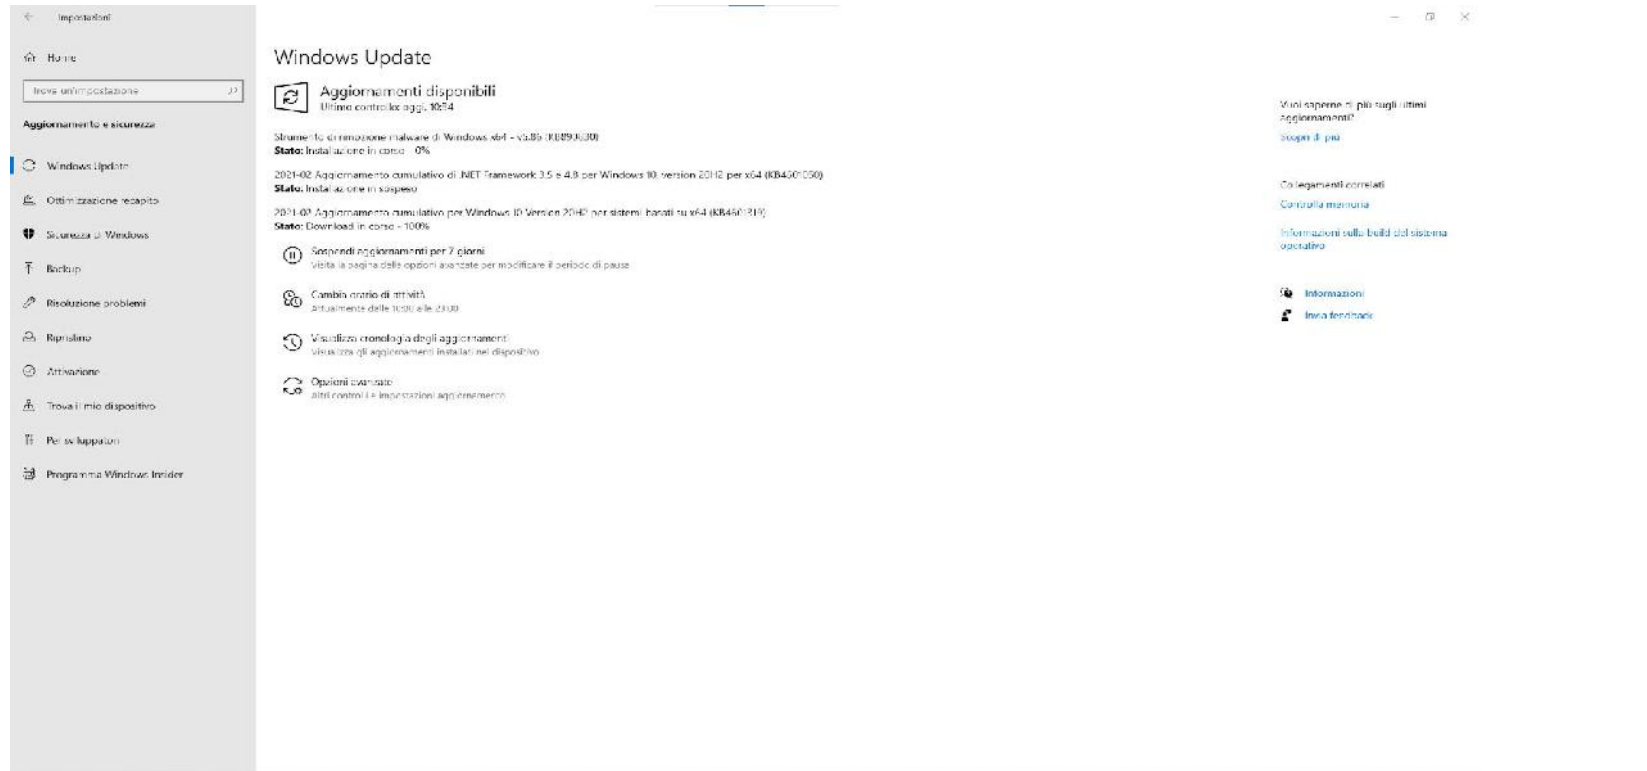 Impostazioni
Home
Trova un'impostazione
Aggiornamento e sicurezza
Windows Update
Ottimizzazione recapito
Sicurezza di Windows
Backup
Risoluzione problemi
Ripristino
Attivazione
Trova il mio dispositivo
Per sviluppatori
Programma Windows Insider
Windows Update
Aggiornamenti disponibili
Ultimo controllo: oggi, 10:54
Strumento di rimozione malware di Windows x64 - v5.86 (KB890830)
Stato: Installazione in corso - 0%
2021-02 Aggiornamento cumulativo di .NET Framework 3.5 e 4.8 per Windows 10, version 20H2 per x64 (KB4601050)
Stato: Installazione in sospeso
2021-02 Aggiornamento cumulativo per Windows 10 Version 20H2 per sistemi basati su x64 (KB4601319)
Stato: Download in corso - 100%
Sospendi aggiornamenti per 7 giorni
Visita la pagina delle opzioni avanzate per modificare il periodo di pausa
Cambia orario di attività
Attualmente dalle 10:00 alle 23:00
Visualizza cronologia degli aggiornamenti
Visualizza gli aggiornamenti installati nel dispositivo
Opzioni avanzate
Altri controlli e impostazioni aggiornamento
Vuoi saperne di più sugli ultimi
aggiornamenti?
Scopri di più
Collegamenti correlati
Controlla memoria
Informazioni sulla build del sistema
operativo
Informazioni
Invia feedback